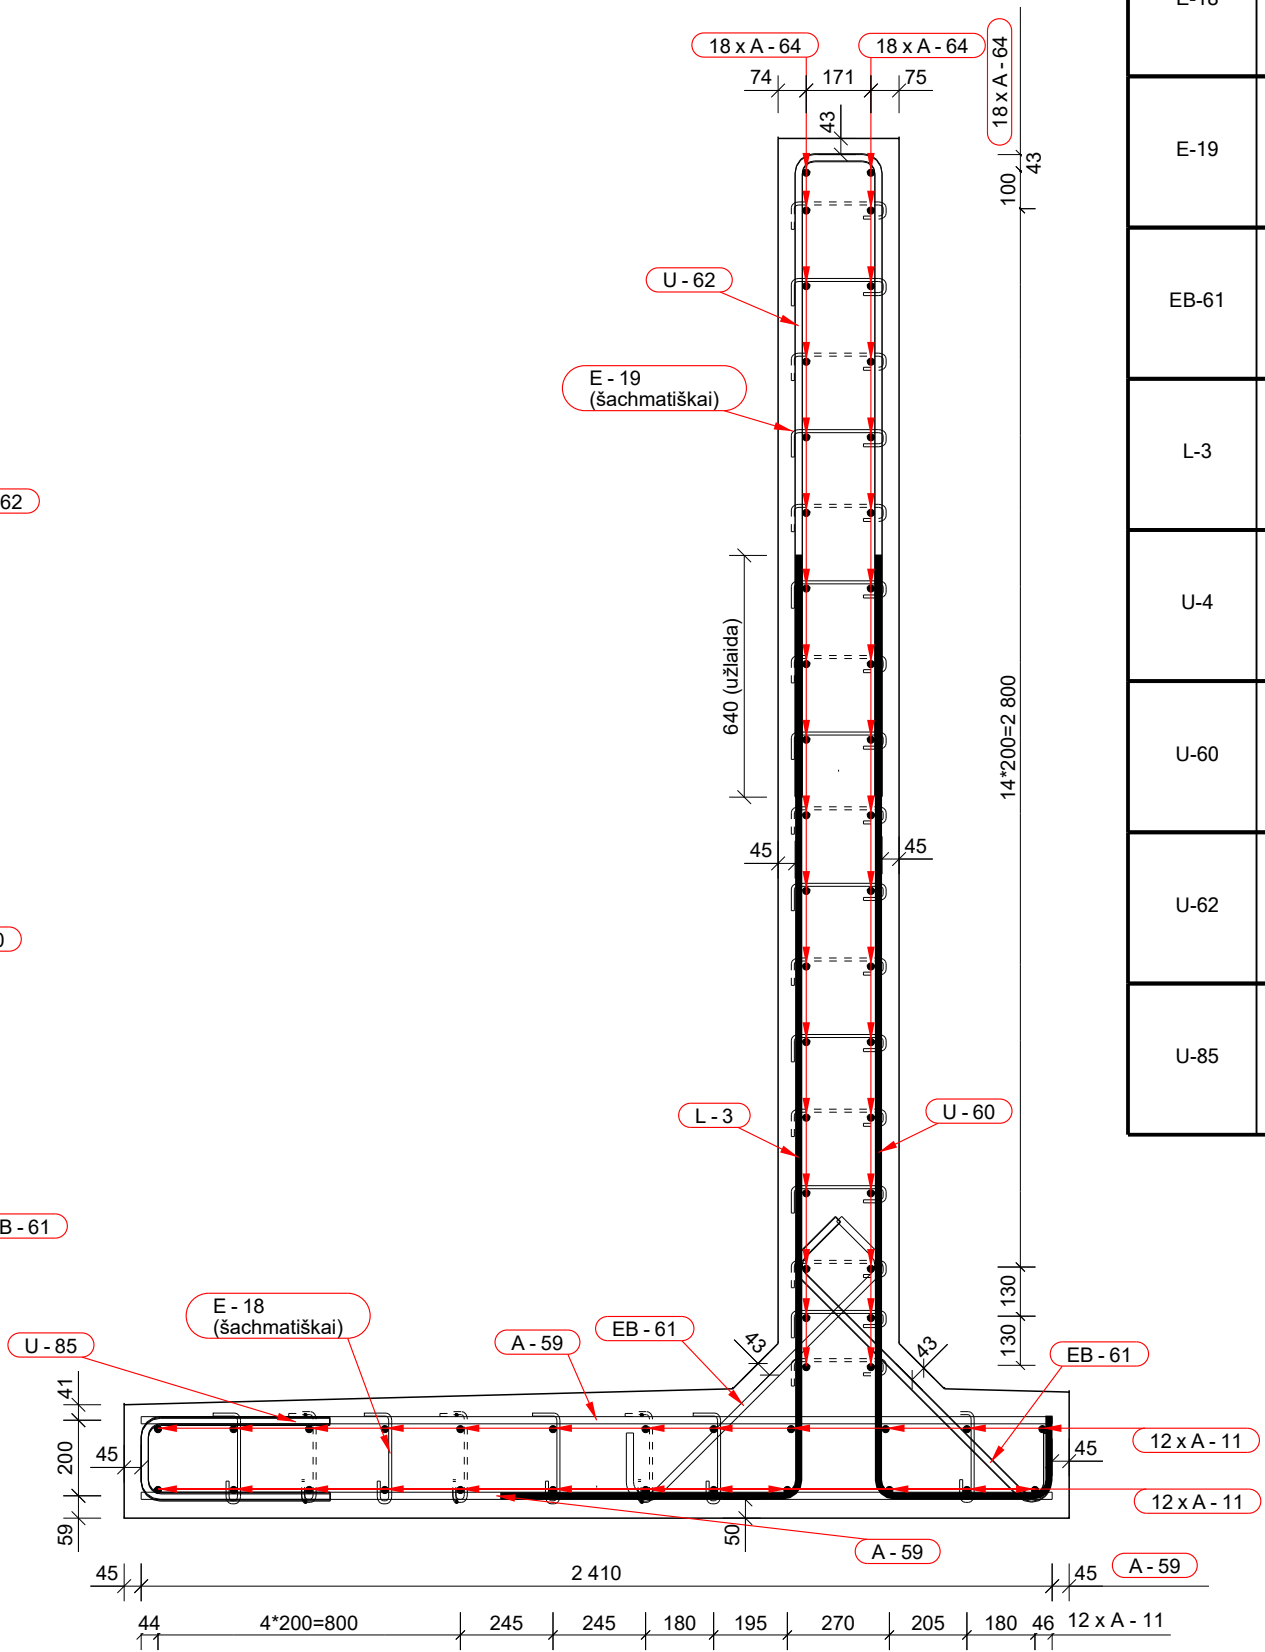 18 x A - 64
18 x A - 64
18 x A - 64
74
171
75
43
43
100
E-19
EB-61
L-3
U-4
U-60
U-62
U-85
U - 62
E - 19
(šachmatiškai)
62
640 (užlaida)
14*200=2 800
45
45
L - 3
U - 60
B - 61
130
130
E - 18
(šachmatiškai)
U - 85
A - 59
EB - 61
43
43
EB - 61
41
200
59
45
45
12 x A - 11
12 x A - 11
50
A - 59
45
2 410
45
A - 59
44
4*200=800
245
245
180
195
270
205
180
46
12 x A - 11